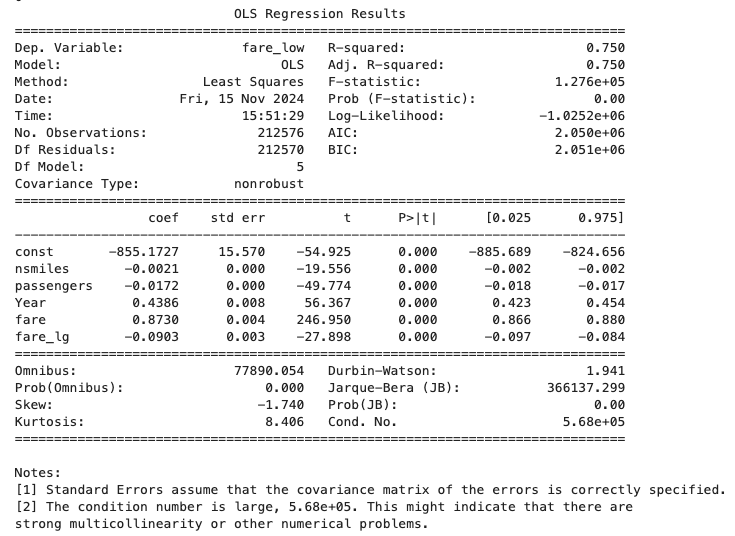 OLS Regression Results
==============================================================================
Dep. Variable:               fare_low   R-squared:                       0.750
Model:                            OLS   Adj. R-squared:                  0.750
Method:                 Least Squares   F-statistic:                 1.276e+05
Date:                Fri, 15 Nov 2024   Prob (F-statistic):               0.00
Time:                        15:51:29   Log-Likelihood:            -1.0252e+06
No. Observations:              212576   AIC:                         2.050e+06
Df Residuals:                  212570   BIC:                         2.051e+06
Df Model:                           5
Covariance Type:            nonrobust
==============================================================================
                 coef    std err          t      P>|t|      [0.025      0.975]
------------------------------------------------------------------------------
const       -855.1727     15.570    -54.925      0.000    -885.689    -824.656
nsmiles       -0.0021      0.000    -19.556      0.000      -0.002      -0.002
passengers    -0.0172      0.000    -49.774      0.000      -0.018      -0.017
Year           0.4386      0.008     56.367      0.000       0.423       0.454
fare           0.8730      0.004    246.950      0.000       0.866       0.880
fare_lg       -0.0903      0.003    -27.898      0.000      -0.097      -0.084
==============================================================================
Omnibus:                    77890.054   Durbin-Watson:                   1.941
Prob(Omnibus):                  0.000   Jarque-Bera (JB):           366137.299
Skew:                          -1.740   Prob(JB):                         0.00
Kurtosis:                       8.406   Cond. No.                     5.68e+05
==============================================================================

Notes:
[1] Standard Errors assume that the covariance matrix of the errors is correctly specified.
[2] The condition number is large, 5.68e+05. This might indicate that there are
strong multicollinearity or other numerical problems.